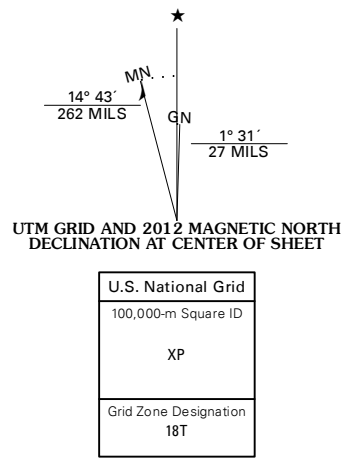 ★
MN
GN
14° 43´
262 MILS
1° 31´
27 MILS
UTM GRID AND 2012 MAGNETIC NORTH
DECLINATION AT CENTER OF SHEET
U.S. National Grid
100,000-m Square ID
XP
Grid Zone Designation
18T